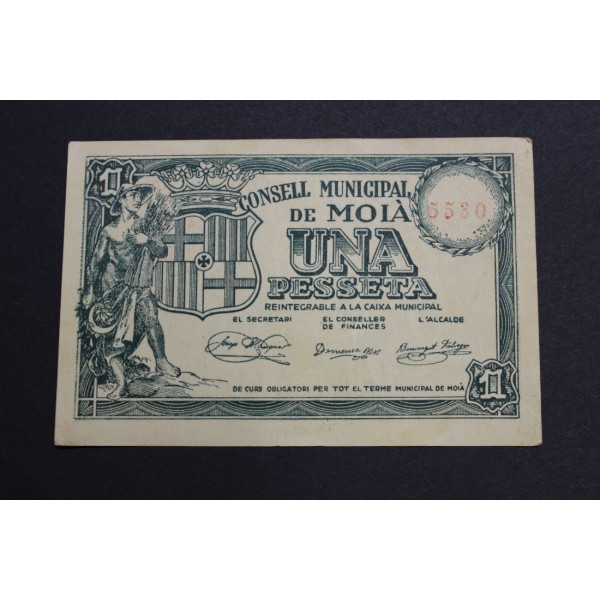 1
CONSELL MUNICIPAL
DE MOIÀ
5530
UNA
PESSETA
REINTEGRABLE A LA CAIXA MUNICIPAL
EL SECRETARI EL CONSELLER DE FINANCES L'ALCALDE
DE CURS OBLIGATORI PER TOT EL TERME MUNICIPAL DE MOIÀ
1